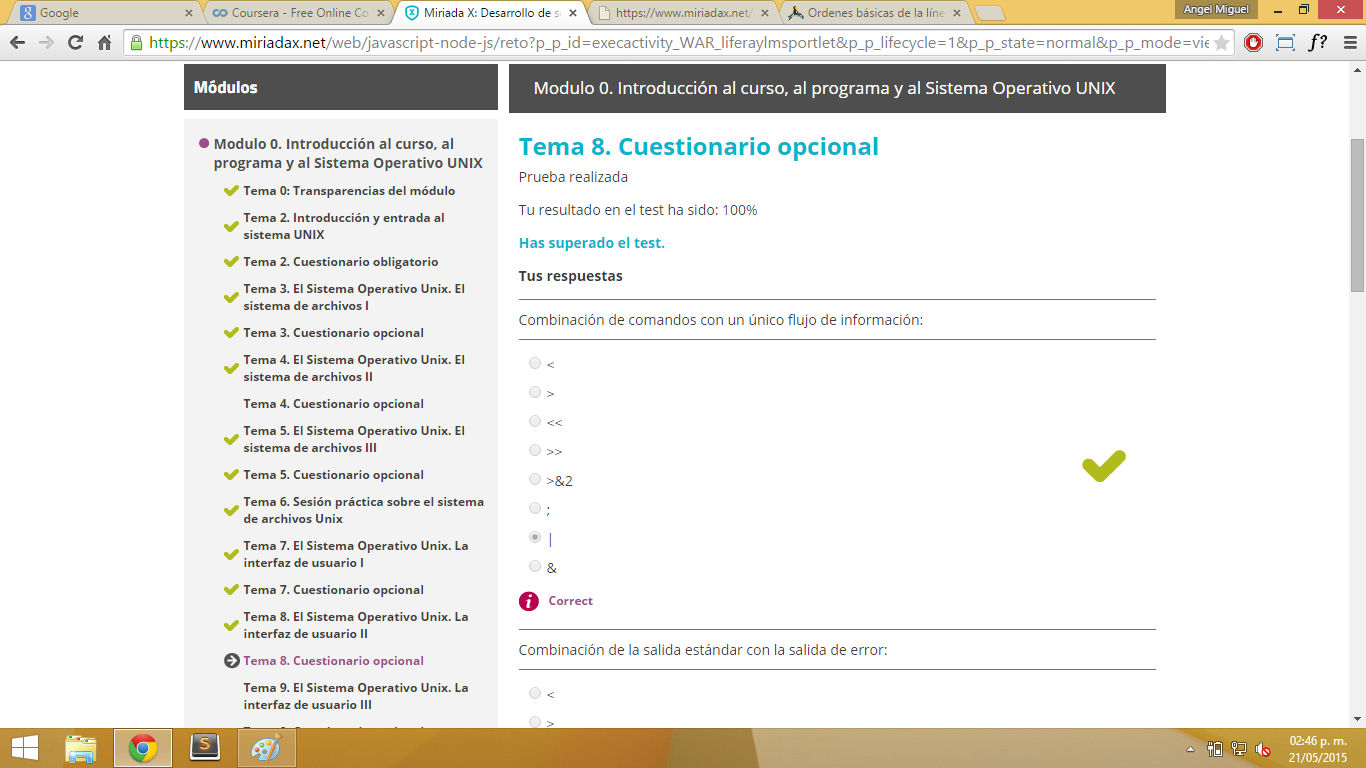 Google
Coursera - Free Online Co
Miriada X: Desarrollo de se
https://www.miriadax.net/
Ordenes básicas de la líne
Angel Miguel
https://www.miriadax.net/web/javascript-node-js/reto?p_p_id=execactivity_WAR_liferaylmsportlet&p_p_lifecycle=1&p_p_state=normal&p_p_mode=vie
f?
Módulos
Modulo 0. Introducción al curso, al
programa y al Sistema Operativo UNIX
Tema 0: Transparencias del módulo
Tema 2. Introducción y entrada al
sistema UNIX
Tema 2. Cuestionario obligatorio
Tema 3. El Sistema Operativo Unix. El
sistema de archivos I
Tema 3. Cuestionario opcional
Tema 4. El Sistema Operativo Unix. El
sistema de archivos II
Tema 4. Cuestionario opcional
Tema 5. El Sistema Operativo Unix. El
sistema de archivos III
Tema 5. Cuestionario opcional
Tema 6. Sesión práctica sobre el sistema
de archivos Unix
Tema 7. El Sistema Operativo Unix. La
interfaz de usuario I
Tema 7. Cuestionario opcional
Tema 8. El Sistema Operativo Unix. La
interfaz de usuario II
Tema 8. Cuestionario opcional
Tema 9. El Sistema Operativo Unix. La
interfaz de usuario III
Modulo 0. Introducción al curso, al programa y al Sistema Operativo UNIX
Tema 8. Cuestionario opcional
Prueba realizada
Tu resultado en el test ha sido: 100%
Has superado el test.
Tus respuestas
Combinación de comandos con un único flujo de información:
<
>
<<
>>
>&2
;
|
&
Correct
Combinación de la salida estándar con la salida de error:
<
>
02:46 p. m.
21/05/2015